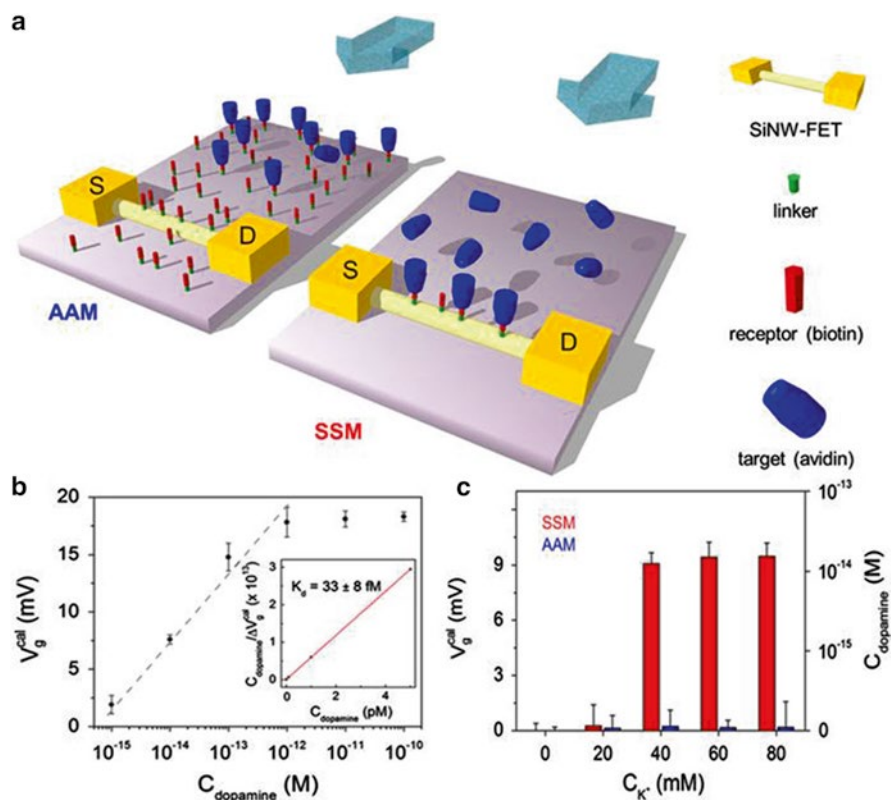 a
S
D
AAM
S
D
SSM
SiNW-FET
linker
receptor (biotin)
target (avidin)
b
V_g^cal (mV)
20
15
10
5
0
10^-15
10^-14
10^-13
10^-12
10^-11
10^-10
C_dopamine (M)
C_dopamine/ΔV_g^cal (x 10^13)
3
2
1
0
K_d = 33 ± 8 fM
0
2
4
C_dopamine (pM)
c
SSM
AAM
V_g^cal (mV)
9
6
3
0
0
20
40
60
80
C_K+ (mM)
10^-13
10^-14
10^-15
C_dopamine (M)